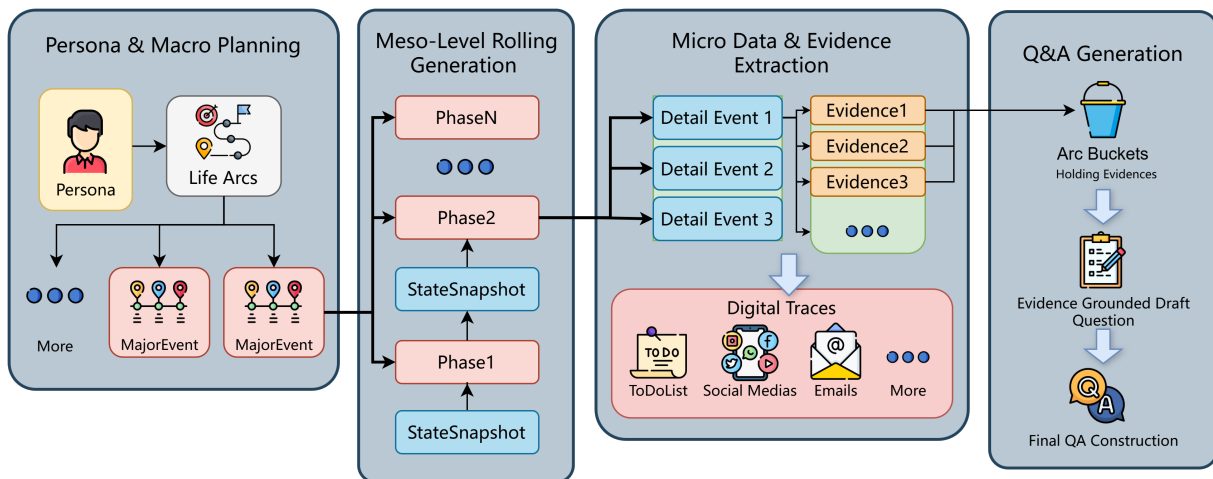 Persona & Macro Planning
Persona
Life Arcs
More
MajorEvent
MajorEvent
Meso-Level Rolling
Generation
PhaseN
Phase2
StateSnapshot
Phase1
StateSnapshot
Micro Data & Evidence
Extraction
Detail Event 1
Detail Event 2
Detail Event 3
Evidence1
Evidence2
Evidence3
Digital Traces
TO DO
ToDoList
Social Medias
@
Emails
More
Q&A Generation
Arc Buckets
Holding Evidences
Evidence Grounded Draft
Question
Q
A
Final QA Construction